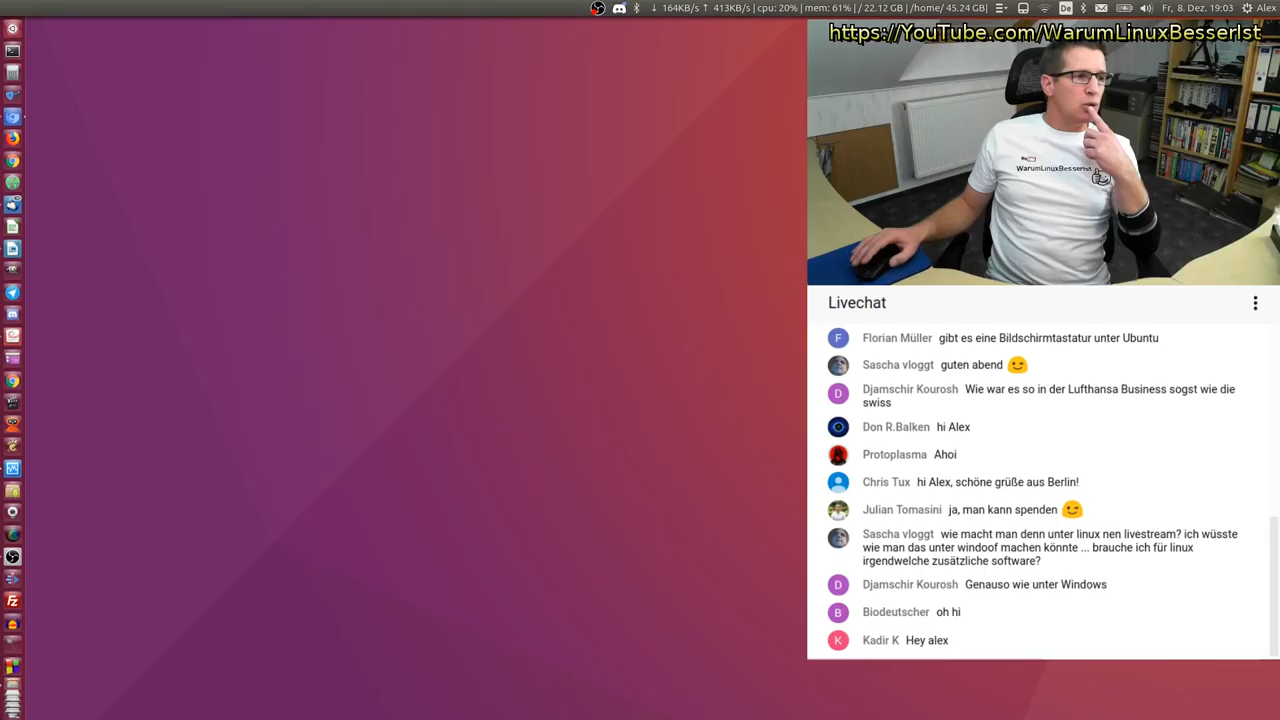 ↓ 164KB/s ↑ 413KB/s|cpu: 20% | mem: 61% |/ 22.12 GB |/home/ 45.24 GB| De Fr, 8. Dez. 19:03 Alex
https://YouTube.com/WarumLinuxBesserIst
WarumLinuxBesserIst
Livechat
Florian Müller gibt es eine Bildschirmtastatur unter Ubuntu
Sascha vloggt guten abend
Djamschir Kourosh Wie war es so in der Lufthansa Business sogst wie die
swiss
Don R.Balken hi Alex
Protoplasma Ahoi
Chris Tux hi Alex, schöne grüße aus Berlin!
Julian Tomasini ja, man kann spenden
Sascha vloggt wie macht man denn unter linux nen livestream? ich wüsste
wie man das unter windoof machen könnte ... brauche ich für linux
irgendwelche zusätzliche software?
Djamschir Kourosh Genauso wie unter Windows
Biodeutscher oh hi
Kadir K Hey alex